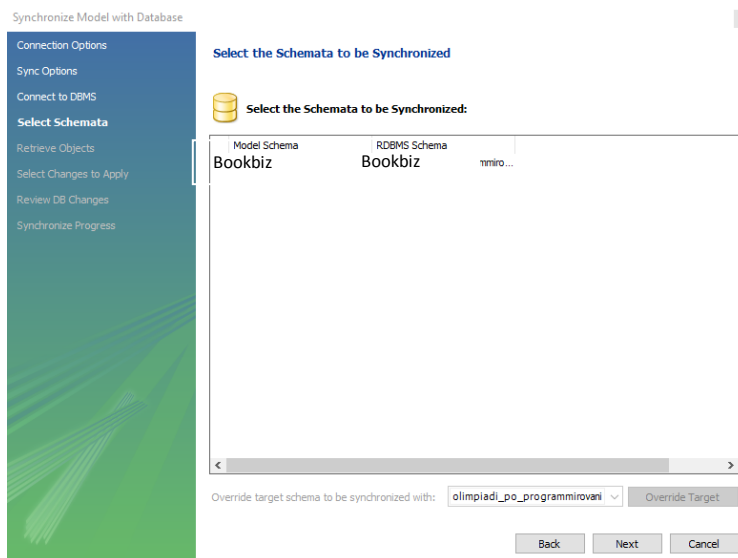 Synchronize Model with Database
Connection Options
Sync Options
Connect to DBMS
Select Schemata
Retrieve Objects
Select Changes to Apply
Review DB Changes
Synchronize Progress
Select the Schemata to be Synchronized
Select the Schemata to be Synchronized:
Model Schema RDBMS Schema
Bookbiz Bookbiz mmiro...
Override target schema to be synchronized with: olimpiadi_po_programmirovani Override Target
Back Next Cancel